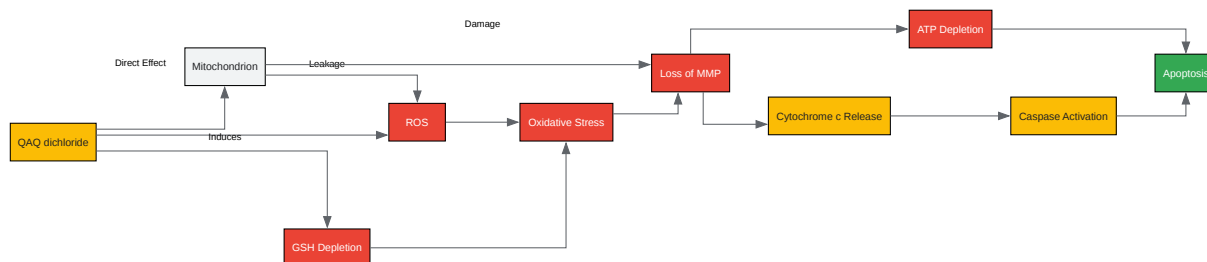 Damage
ATP Depletion
Direct Effect
Mitochondrion
Leakage
Loss of MMP
Apoptosis
ROS
Oxidative Stress
Cytochrome c Release
Caspase Activation
QAQ dichloride
Induces
GSH Depletion